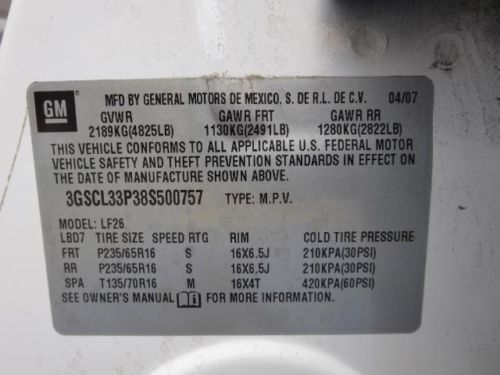 GM
MFD BY GENERAL MOTORS DE MEXICO, S. DE R.L. DE C.V. 04/07
GVWR GAWR FRT GAWR RR
2189KG(4825LB) 1130KG(2491LB) 1280KG(2822LB)
THIS VEHICLE CONFORMS TO ALL APPLICABLE U.S. FEDERAL MOTOR
VEHICLE SAFETY AND THEFT PREVENTION STANDARDS IN EFFECT ON
THE DATE OF MANUFACTURE SHOWN ABOVE.
3GSCL33P38S500757 TYPE: M.P.V.
MODEL: LF26
LBD7 TIRE SIZE SPEED RTG RIM COLD TIRE PRESSURE
FRT P235/65R16 S 16X6.5J 210KPA(30PSI)
RR P235/65R16 S 16X6.5J 210KPA(30PSI)
SPA T135/70R16 M 16X4T 420KPA(60PSI)
SEE OWNER'S MANUAL FOR MORE INFORMATION.